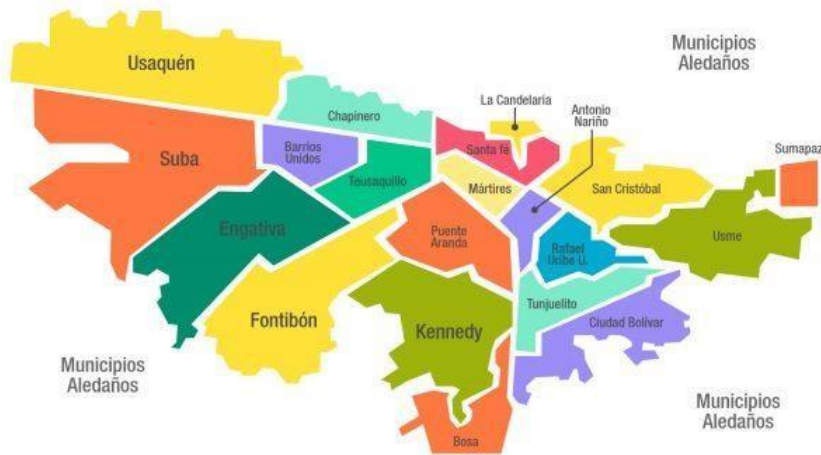 Usaquén
Municipios
Aledaños
La Candelaria
Antonio
Nariño
Chapinero
Suba
Barrios
Unidos
Santa fé
Sumapaz
Teusaquillo
Mártires
San Cristóbal
Engativa
Puente
Aranda
Rafael
Uribe U.
Usme
Fontibón
Kennedy
Tunjuelito
Ciudad Bolívar
Municipios
Aledaños
Municipios
Aledaños
Bosa